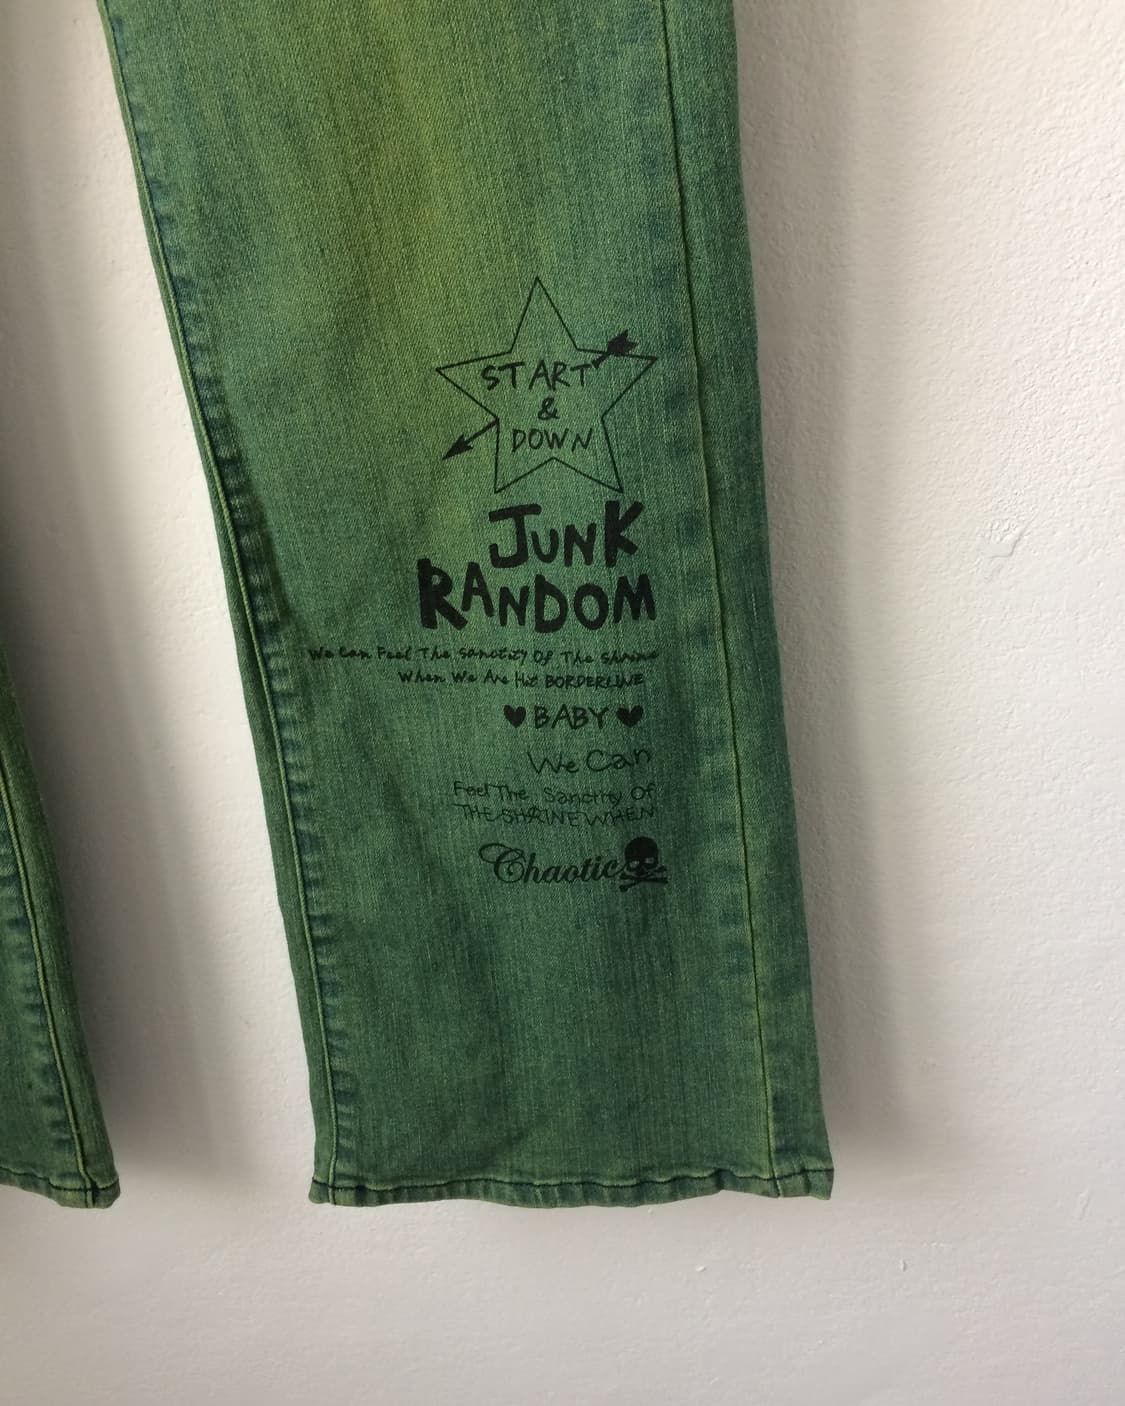 START
&
DOWN
JUNK
RANDOM
We Can Feel The Sanctity Of The Shrine
When We Are Hit BORDERLINE
BABY
We Can
Feel The Sanctity Of
THE SHRINE WHEN
Chaotic